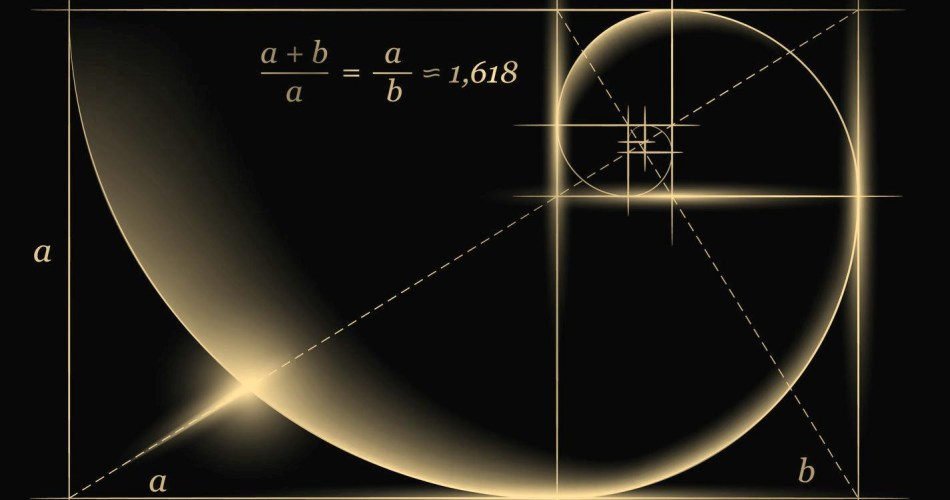 a + b / a = a / b ≈ 1,618
a
a
b